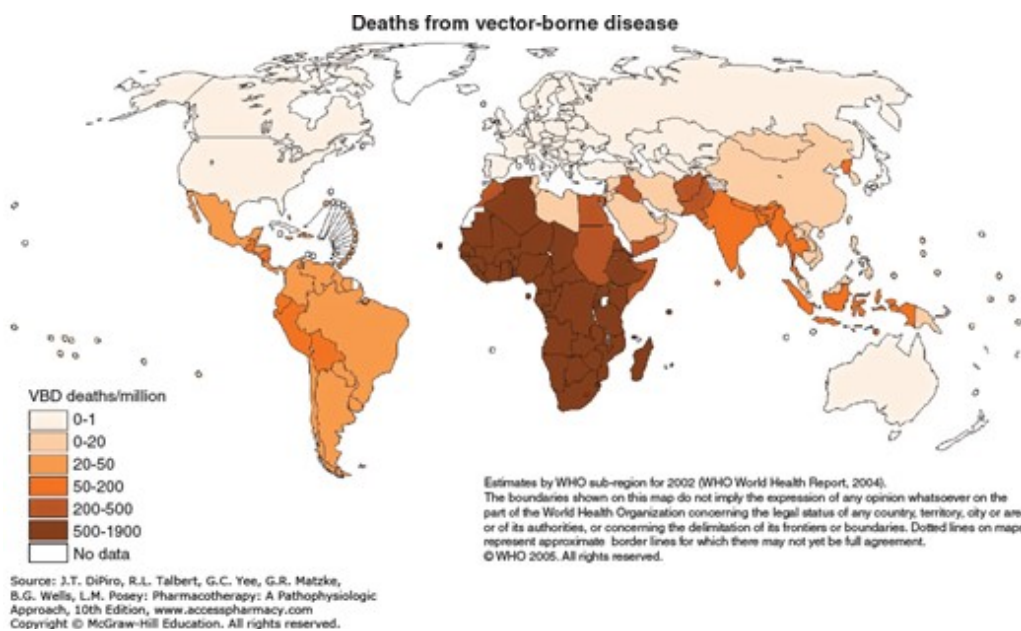 Deaths from vector-borne disease
VBD deaths/million
0-1
0-20
20-50
50-200
200-500
500-1900
No data
Estimates by WHO sub-region for 2002 (WHO World Health Report, 2004).
The boundaries shown on this map do not imply the expression of any opinion whatsoever on the
part of the World Health Organization concerning the legal status of any country, territory, city or are
or of its authorities, or concerning the delimitation of its frontiers or boundaries. Dotted lines on map
represent approximate border lines for which there may not yet be full agreement.
© WHO 2005. All rights reserved.
Source: J.T. DiPiro, R.L. Talbert, G.C. Yee, G.R. Matzke,
B.G. Wells, L.M. Posey: Pharmacotherapy: A Pathophysiologic
Approach, 10th Edition, www.accesspharmacy.com
Copyright © McGraw-Hill Education. All rights reserved.